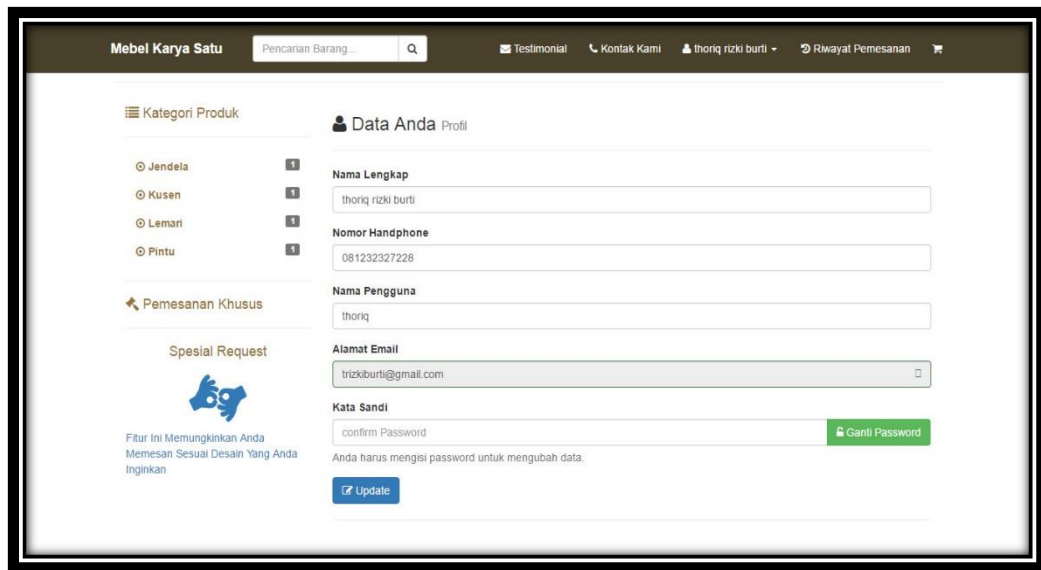 Mebel Karya Satu
Pencarian Barang...
Testimonial
Kontak Kami
thoriq rizki burti
Riwayat Pemesanan
Kategori Produk
Jendela 1
Kusen 1
Lemari 1
Pintu 1
Pemesanan Khusus
Spesial Request
Fitur Ini Memungkinkan Anda
Memesan Sesuai Desain Yang Anda
Inginkan
Data Anda Profil
Nama Lengkap
thoriq rizki burti
Nomor Handphone
081232327228
Nama Pengguna
thoriq
Alamat Email
trizkiburti@gmail.com
Kata Sandi
confirm Password
Ganti Password
Anda harus mengisi password untuk mengubah data.
Update